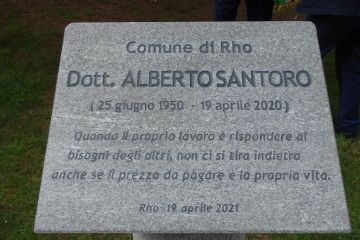 Comune di Rho
Dott. ALBERTO SANTORO
( 25 giugno 1950 - 19 aprile 2020 )
Quando il proprio lavoro è rispondere ai
bisogni degli altri, non ci si tira indietro
anche se il prezzo da pagare è la propria vita.
Rho 19 aprile 2021